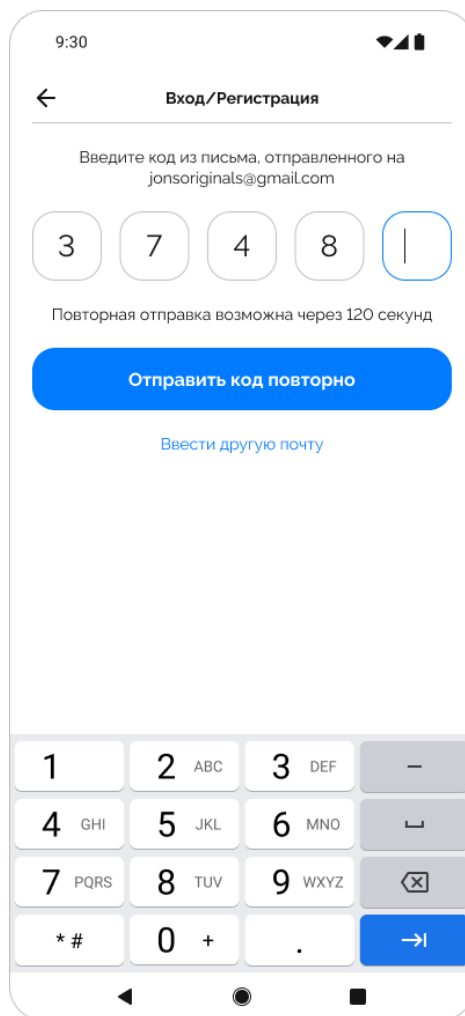 9:30
Вход/Регистрация
Введите код из письма, отправленного на
jonsoriginals@gmail.com
3 7 4 8
Повторная отправка возможна через 120 секунд
Отправить код повторно
Ввести другую почту
1 2 ABC 3 DEF –
4 GHI 5 JKL 6 MNO
7 PQRS 8 TUV 9 WXYZ
* # 0 + .